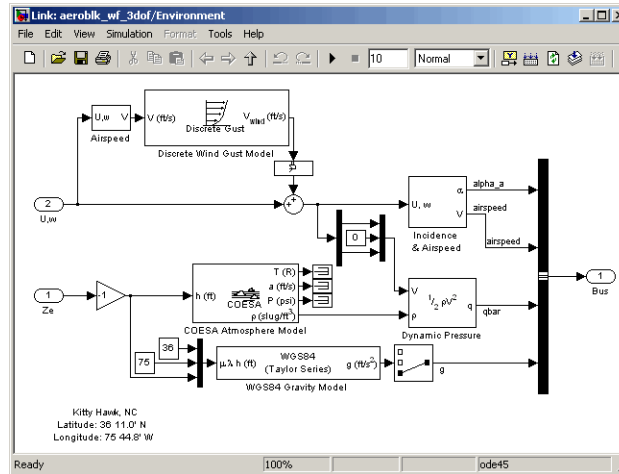 Link: aeroblk_wf_3dof/Environment
File Edit View Simulation Format Tools Help
10 Normal
U,w V
Airspeed
V (ft/s) Discrete Gust V wind (ft/s)
Discrete Wind Gust Model
2
U,w
+
+
U, w α V
Incidence
& Airspeed
alpha_a
airspeed
airspeed
0
1
Ze
-1
h (ft) COESA T (R)
a (ft/s)
P (psi)
ρ (slug/ft³)
COESA Atmosphere Model
V
ρ
½ ρV²
q
Dynamic Pressure
qbar
1
Bus
36
75
μ λ h (ft) WGS84
(Taylor Series) g (ft/s²)
WGS84 Gravity Model
g
Kitty Hawk, NC
Latitude: 36 11.0' N
Longitude: 75 44.8' W
Ready 100% ode45